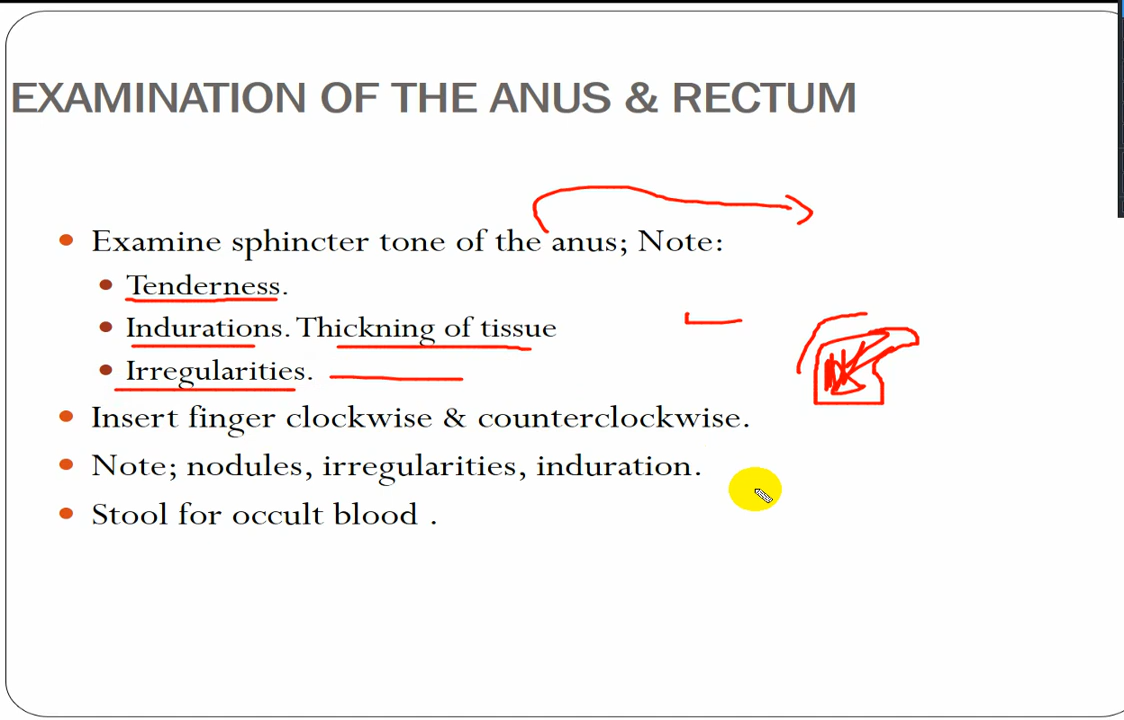 EXAMINATION OF THE ANUS & RECTUM
Examine sphincter tone of the anus; Note:
Tenderness.
Indurations. Thickning of tissue
Irregularities.
Insert finger clockwise & counterclockwise.
Note; nodules, irregularities, induration.
Stool for occult blood .